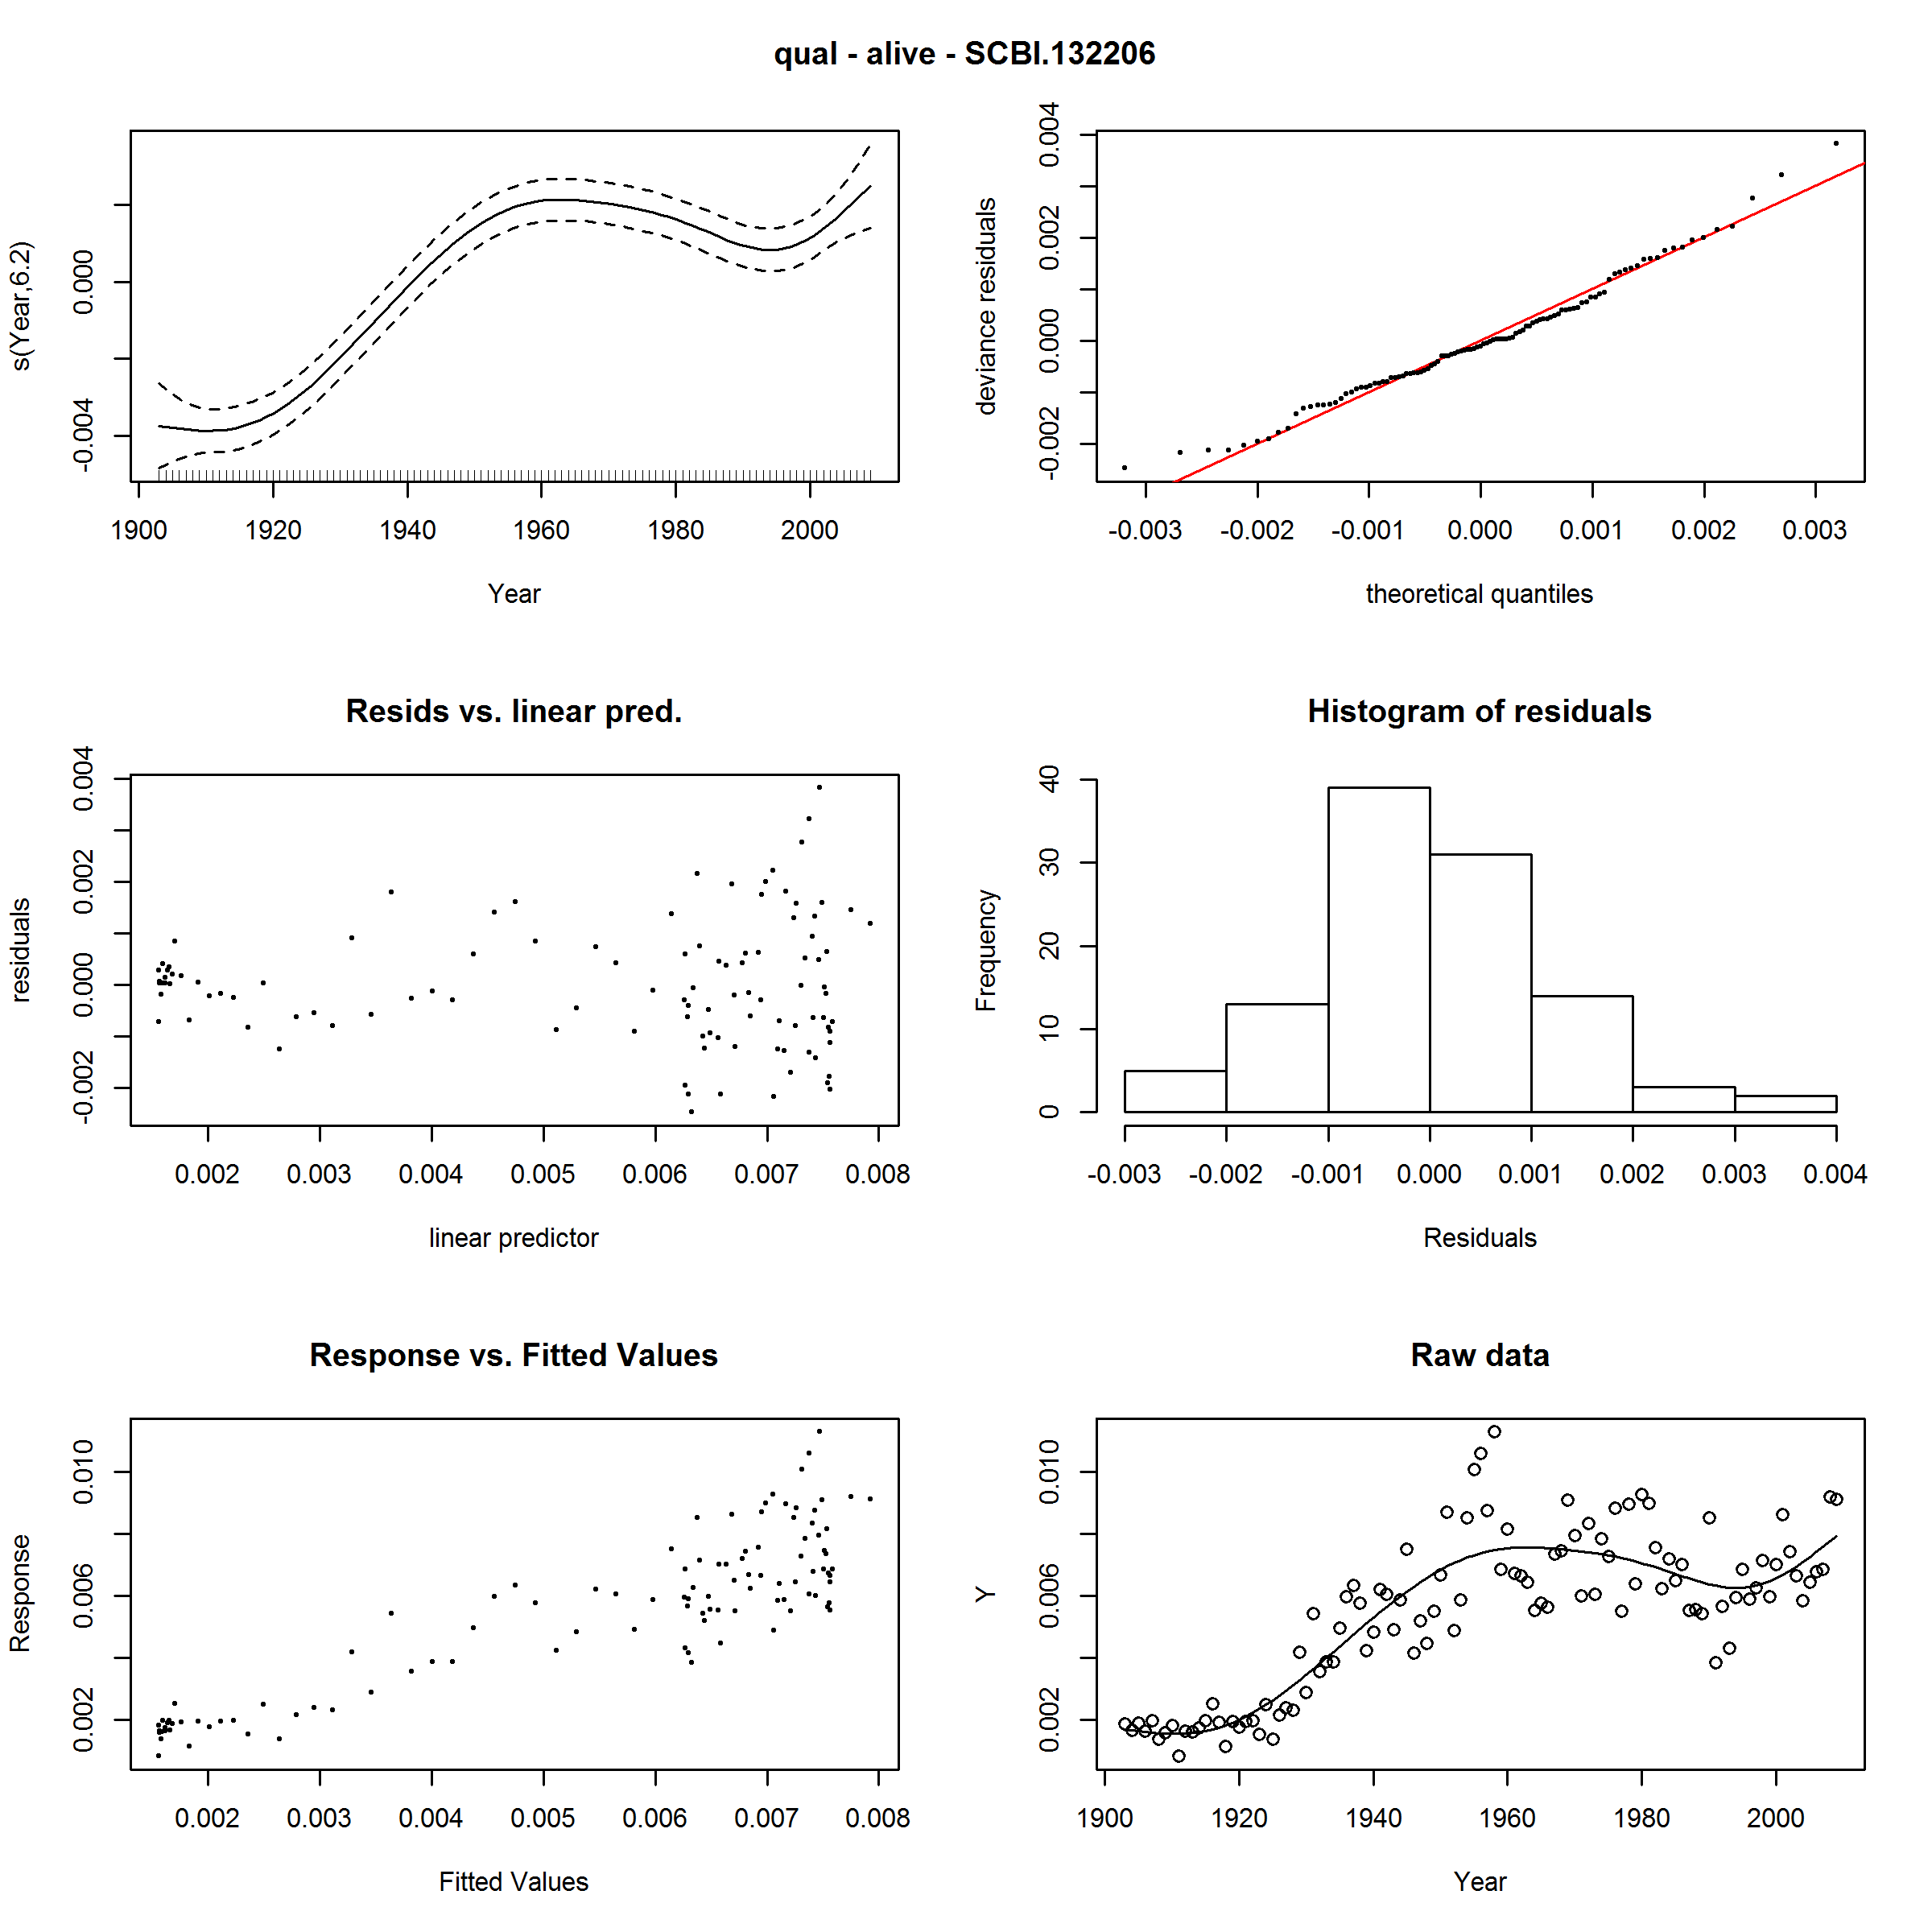 qual - alive - SCBI.132206
s(Year,6.2)
-0.004 0.000
1900 1920 1940 1960 1980 2000
Year
deviance residuals
-0.002 0.000 0.002 0.004
-0.003 -0.002 -0.001 0.000 0.001 0.002 0.003
theoretical quantiles
Resids vs. linear pred.
residuals
-0.002 0.000 0.002 0.004
0.002 0.003 0.004 0.005 0.006 0.007 0.008
linear predictor
Histogram of residuals
Frequency
0 10 20 30 40
-0.003 -0.002 -0.001 0.000 0.001 0.002 0.003 0.004
Residuals
Response vs. Fitted Values
Response
0.002 0.006 0.010
0.002 0.003 0.004 0.005 0.006 0.007 0.008
Fitted Values
Raw data
Y
0.002 0.006 0.010
1900 1920 1940 1960 1980 2000
Year